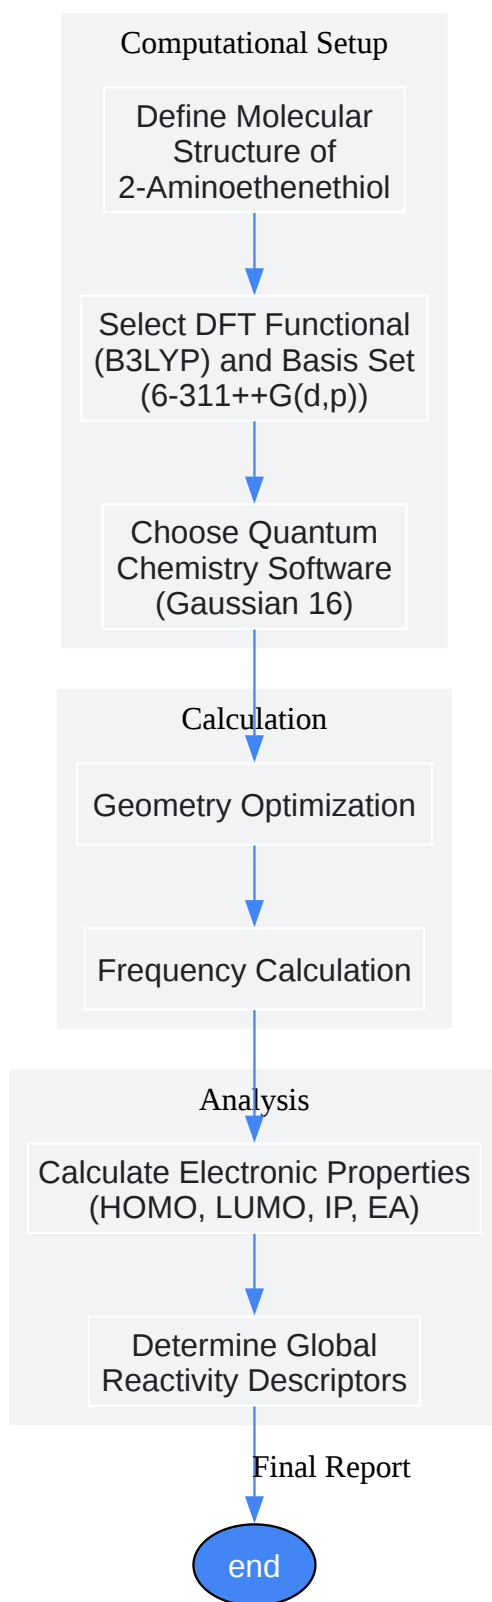 Computational Setup
Define Molecular
Structure of
2-Aminoethenethiol
Select DFT Functional
(B3LYP) and Basis Set
(6-311++G(d,p))
Choose Quantum
Chemistry Software
(Gaussian 16)
Calculation
Geometry Optimization
Frequency Calculation
Analysis
Calculate Electronic Properties
(HOMO, LUMO, IP, EA)
Determine Global
Reactivity Descriptors
Final Report
end